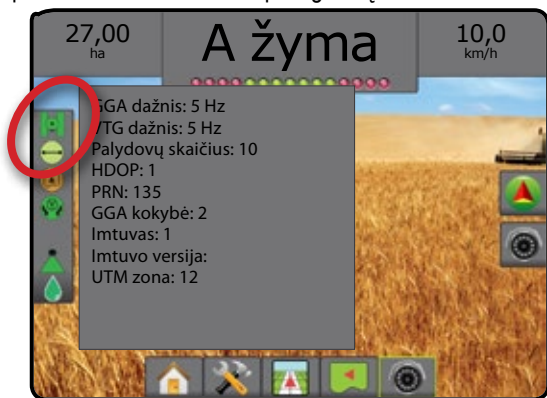 27,00
ha
A žyma
10,0
km/h
GGA dažnis: 5 Hz
VTG dažnis: 5 Hz
Palydovų skaičius: 10
HDOP: 1
PRN: 135
GGA kokybė: 2
Imtuvas: 1
Imtuvo versija:
UTM zona: 12